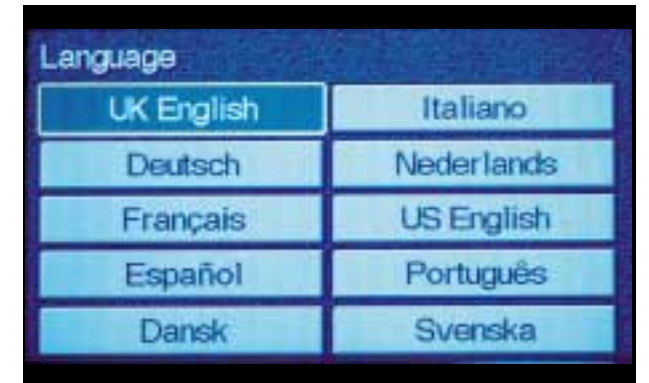 Language
UK English
Italiano
Deutsch
Nederlands
Français
US English
Español
Português
Dansk
Svenska